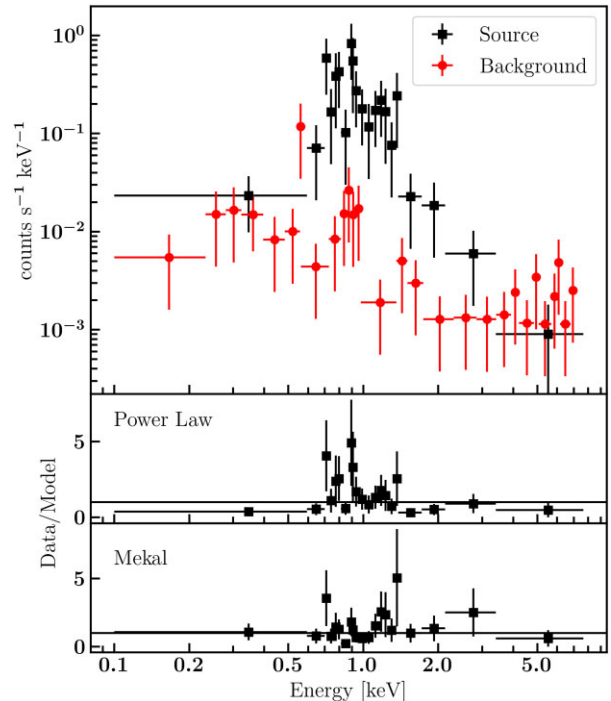 Source
Background
10⁰
10⁻¹
10⁻²
10⁻³
counts s⁻¹ keV⁻¹
Power Law
5
0
Mekal
5
0
Data/Model
0.1 0.2 0.5 1.0 2.0 5.0
Energy [keV]